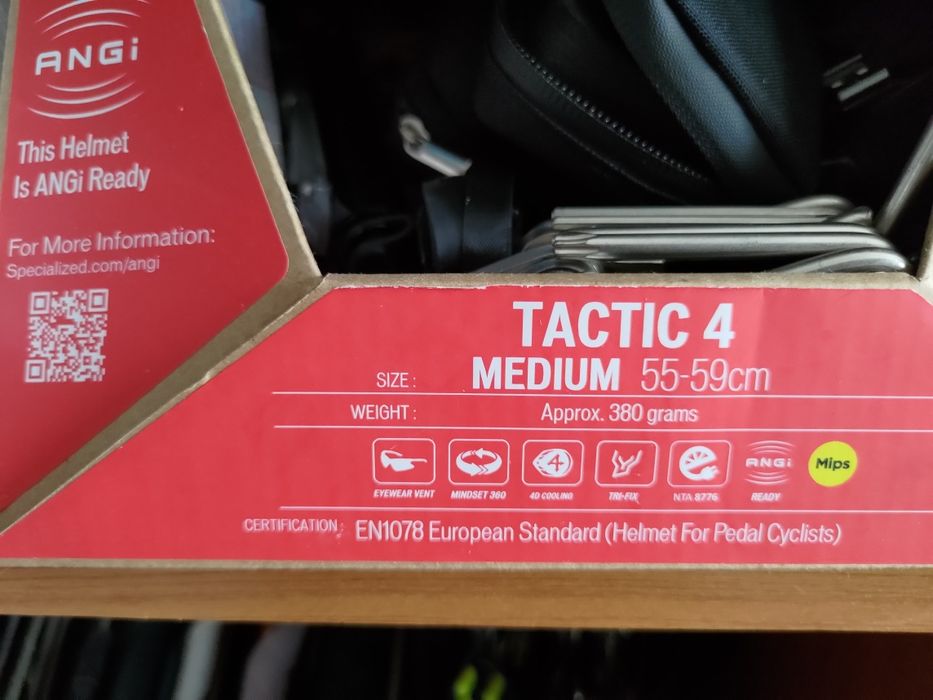 ANGi
This Helmet
Is ANGi Ready
For More Information:
Specialized.com/angi
TACTIC 4
SIZE : MEDIUM 55-59cm
WEIGHT : Approx. 380 grams
4
ANGi
Mips
EYEWEAR VENT MINDSET 360 4D COOLING TRI-FIX NTA 8776 READY
CERTIFICATION : EN1078 European Standard (Helmet For Pedal Cyclists)